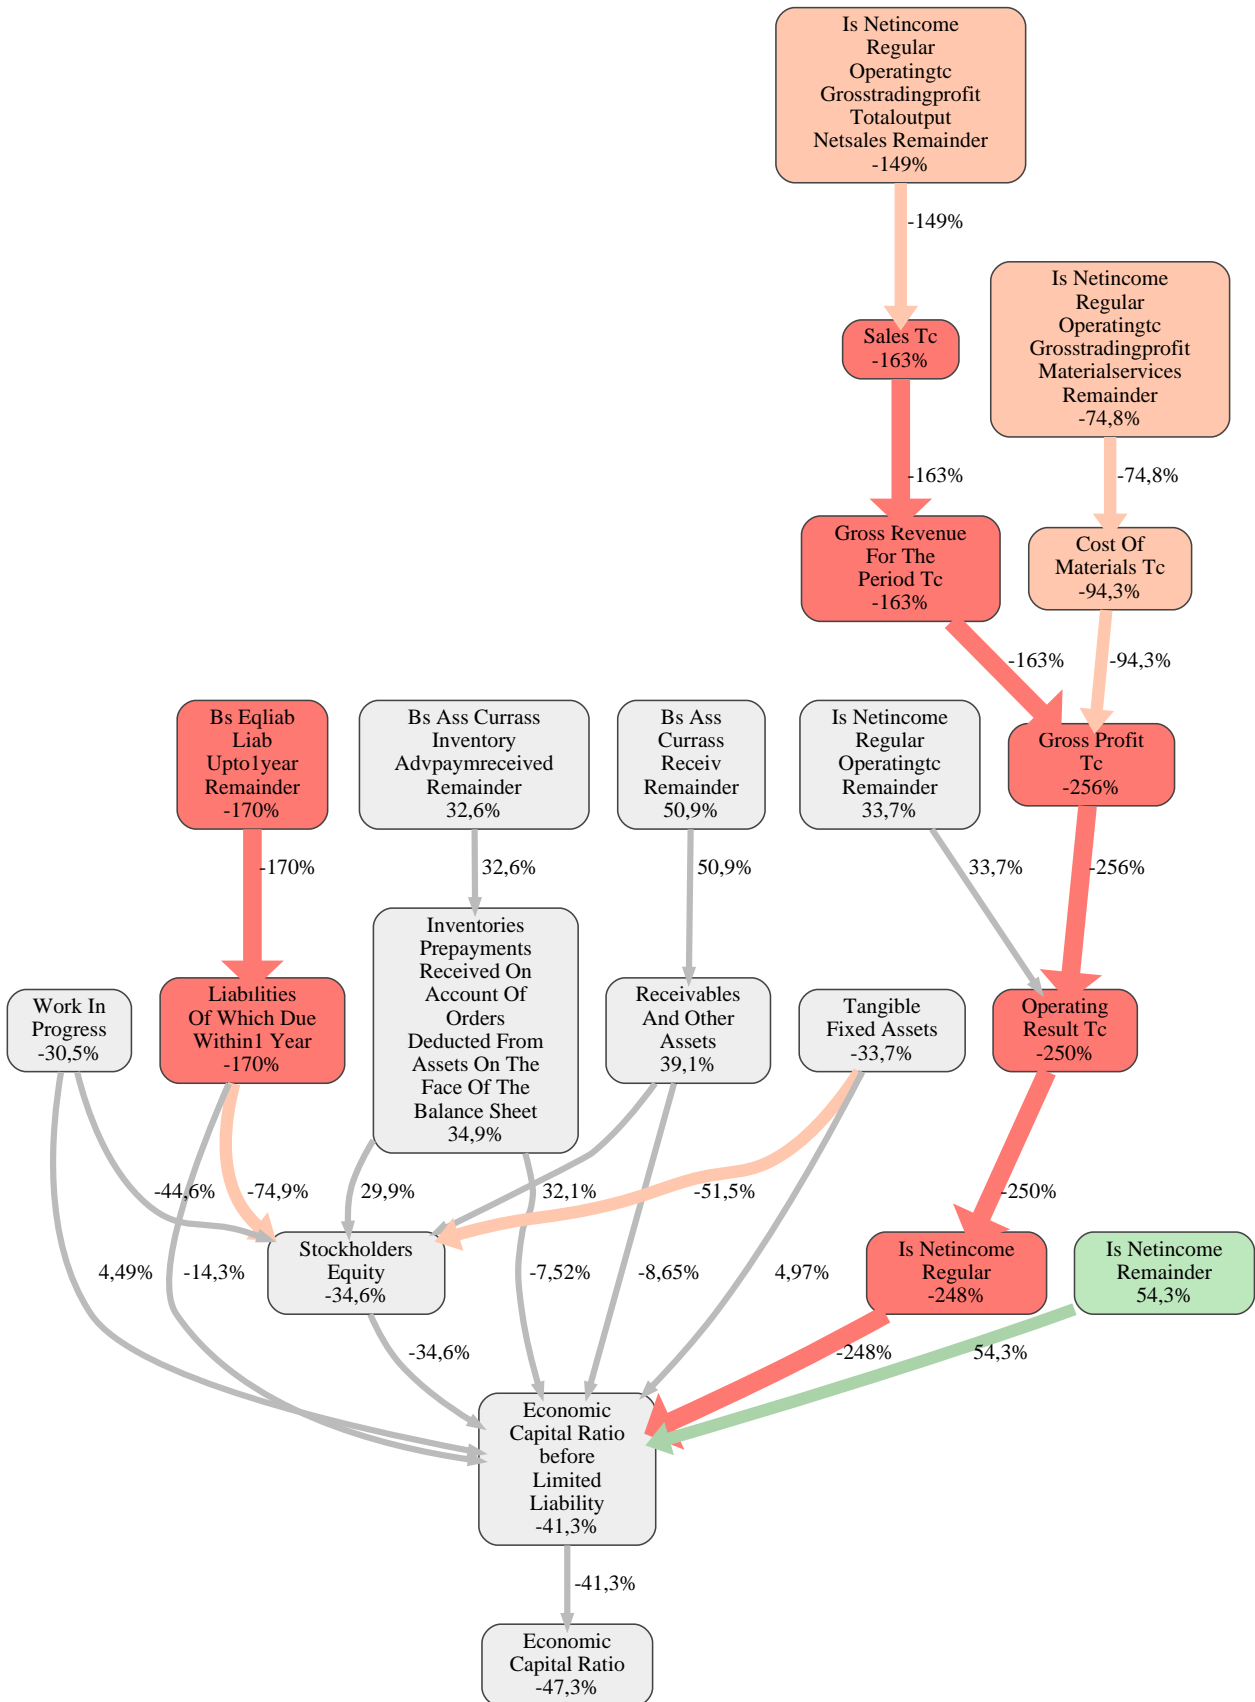 Is Netincome
Regular
Operatingtc
Grosstradingprofit
Totaloutput
Netsales Remainder
-149%
-149%
Is Netincome
Regular
Operatingtc
Grosstradingprofit
Materialservices
Remainder
-74,8%
Sales Tc
-163%
-163%
-74,8%
Gross Revenue
For The
Period Tc
-163%
Cost Of
Materials Tc
-94,3%
-163%
-94,3%
Bs Eqliab
Liab
Upto1year
Remainder
-170%
Bs Ass Currass
Inventory
Advpaymreceived
Remainder
32,6%
Bs Ass
Currass
Receiv
Remainder
50,9%
Is Netincome
Regular
Operatingtc
Remainder
33,7%
Gross Profit
Tc
-256%
-170%
32,6%
50,9%
33,7%
-256%
Work In
Progress
-30,5%
Liabilities
Of Which Due
Within1 Year
-170%
Inventories
Prepayments
Received On
Account Of
Orders
Deducted From
Assets On The
Face Of The
Balance Sheet
34,9%
Receivables
And Other
Assets
39,1%
Tangible
Fixed Assets
-33,7%
Operating
Result Tc
-250%
-44,6%
-74,9%
29,9%
32,1%
-51,5%
-250%
Stockholders
Equity
-34,6%
Is Netincome
Regular
-248%
Is Netincome
Remainder
54,3%
4,49%
-14,3%
-7,52%
-8,65%
4,97%
-34,6%
-248%
54,3%
Economic
Capital Ratio
before
Limited
Liability
-41,3%
-41,3%
Economic
Capital Ratio
-47,3%